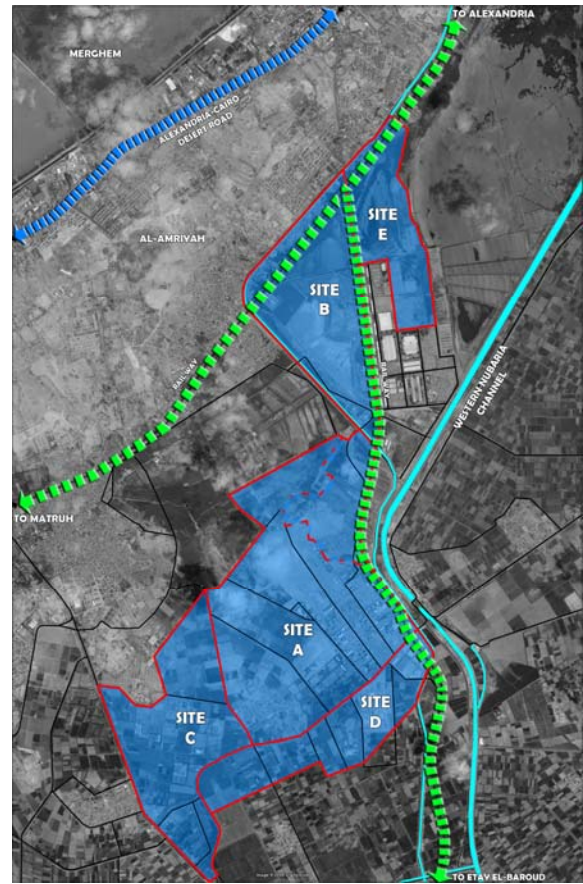 TO ALEXANDRIA
MERGHEM
ALEXANDRIA-CAIRO
DESERT ROAD
SITE
E
AL-AMRIYAH
SITE
B
RAILWAY
RAILWAY
WESTERN NUBARIA
CHANNEL
TO MATRUH
SITE
A
SITE
C
SITE
D
TO ETAY EL-BAROUD